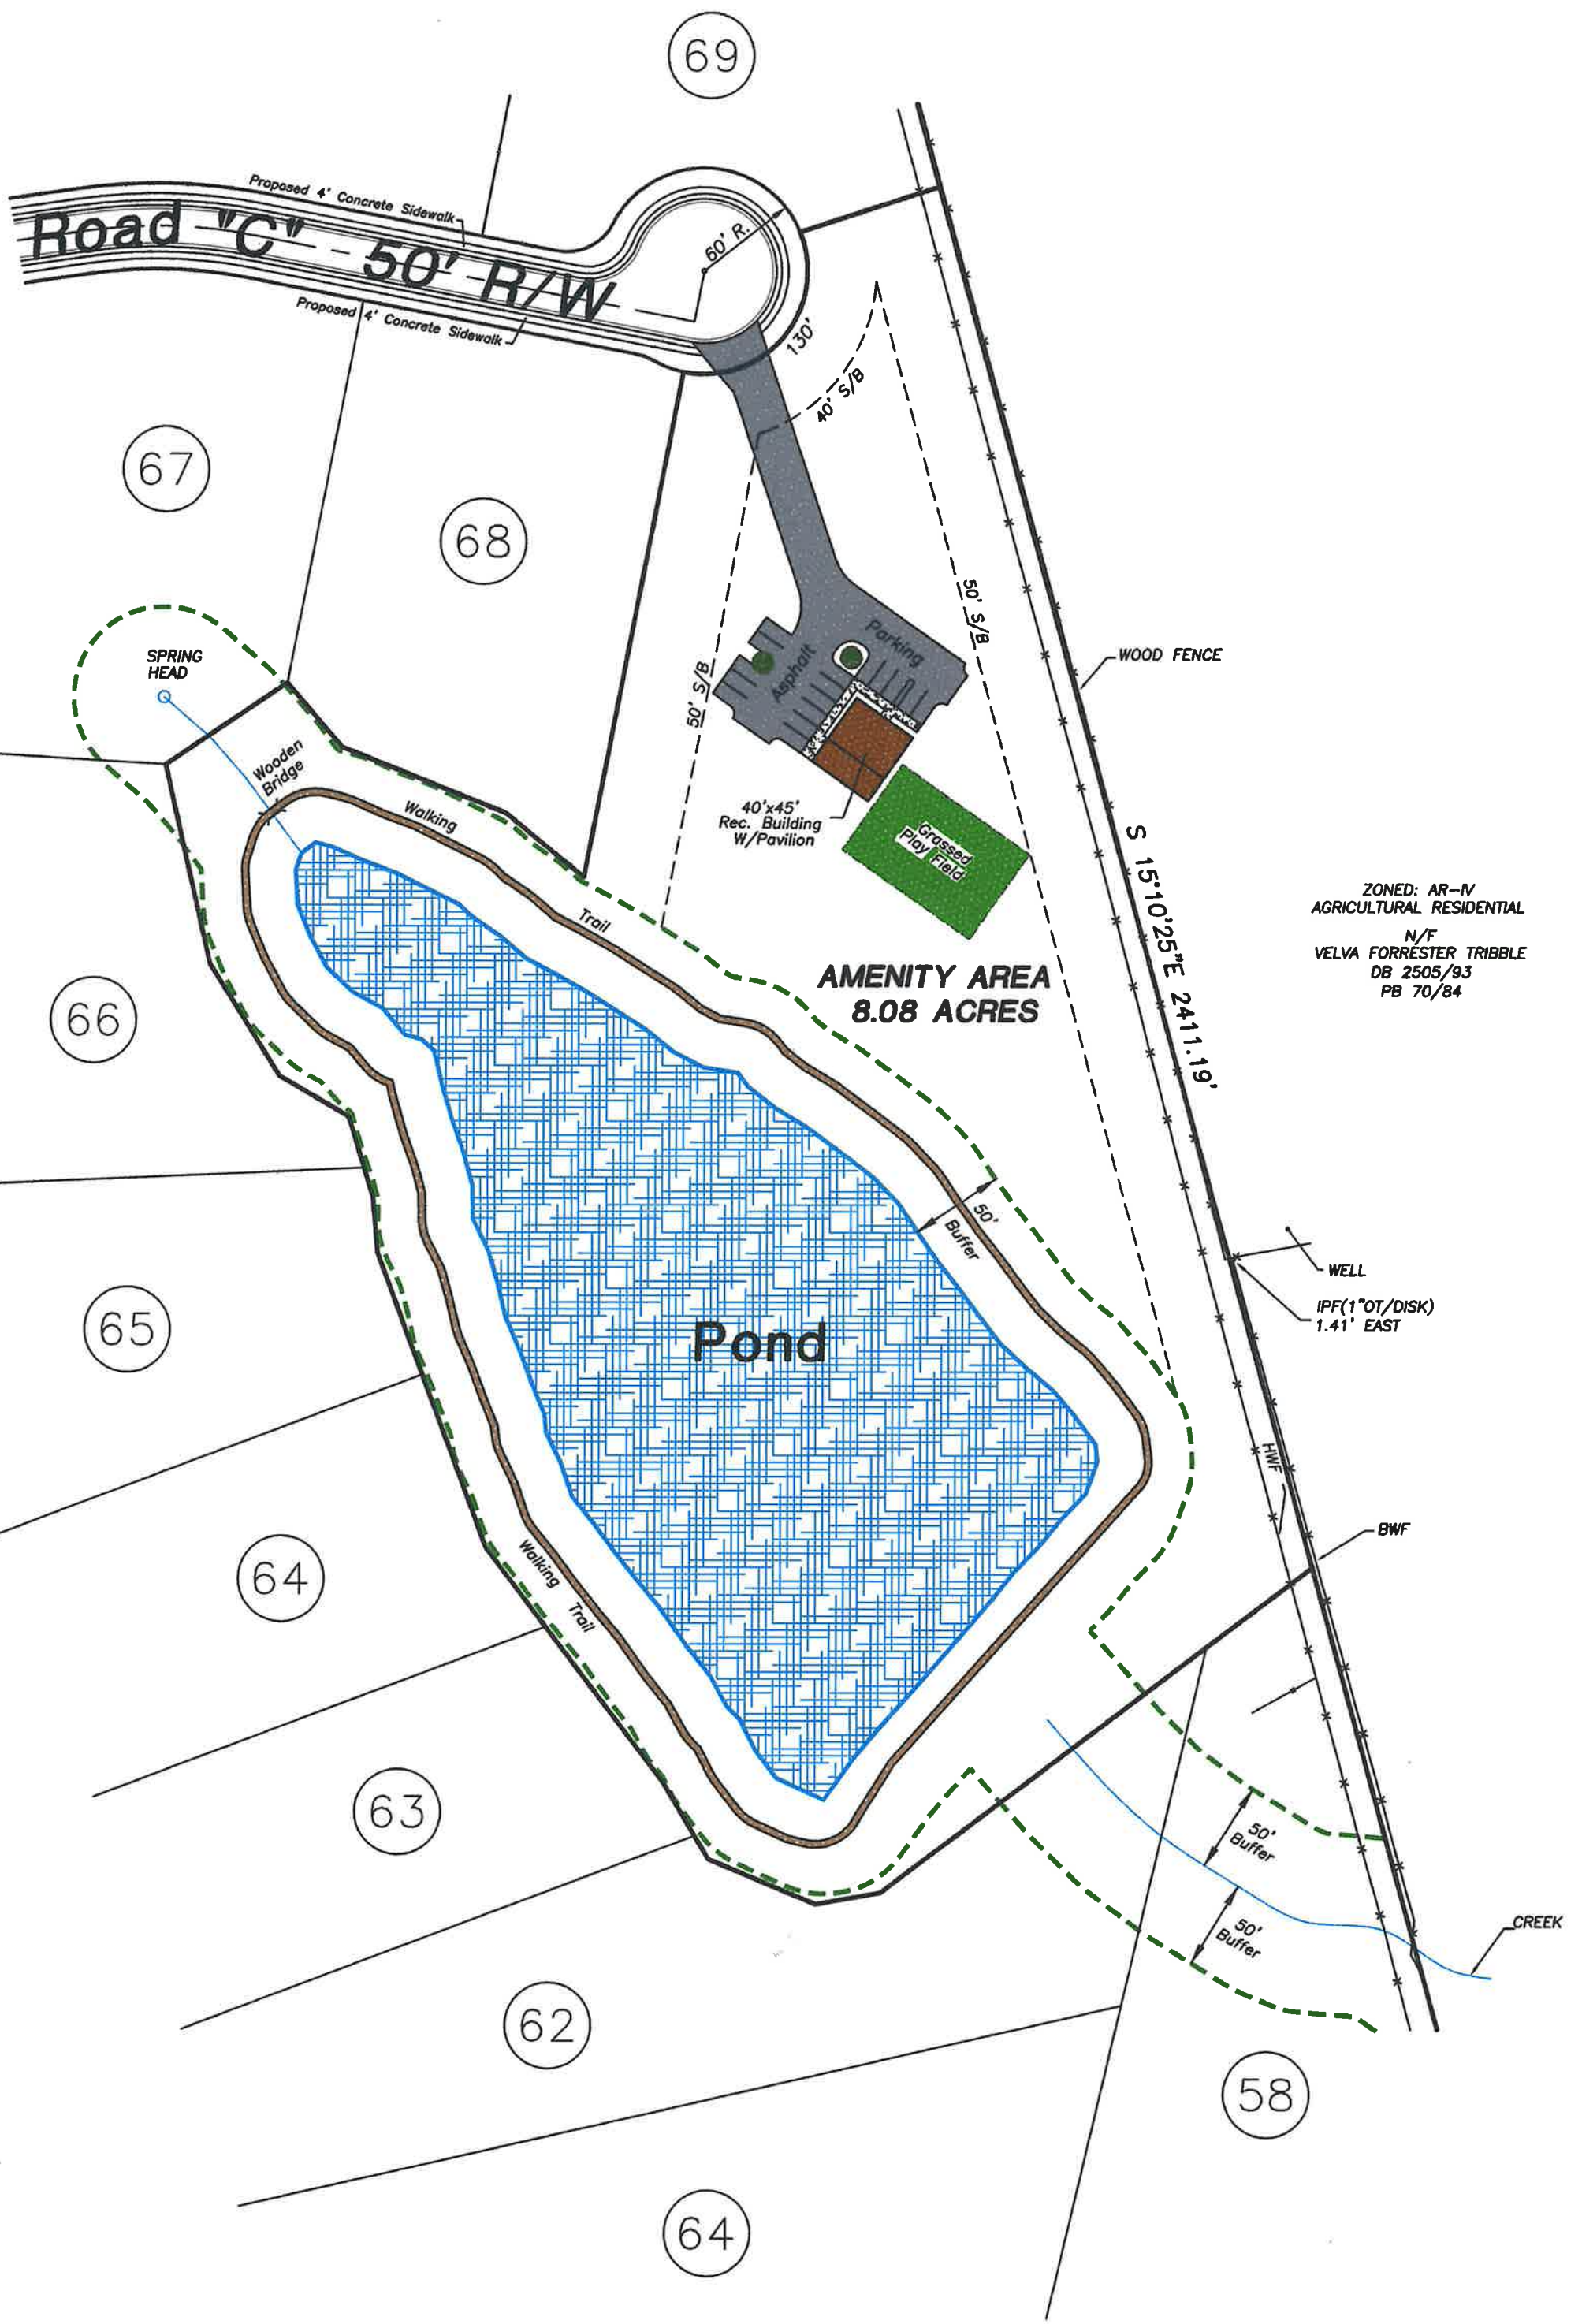 69
Proposed 4' Concrete Sidewalk
Road "C" 50' R/W
60' R.
Proposed 4' Concrete Sidewalk
130'
40' S/B
67
68
50' S/B
SPRING
HEAD
Parking
Asphalt
WOOD FENCE
50' S/B
Wooden
Bridge
Walking
Trail
40'x45'
Rec. Building
W/Pavilion
Grassed
Play Field
S 15°10'25"E 2411.19'
ZONED: AR-IV
AGRICULTURAL RESIDENTIAL
N/F
VELVA FORRESTER TRIBBLE
DB 2505/93
PB 70/84
AMENITY AREA
8.08 ACRES
66
50'
Buffer
WELL
IPF(1"OT/DISK)
1.41' EAST
65
Pond
HWF
BWF
64
Walking
Trail
63
50'
Buffer
50'
Buffer
CREEK
62
58
64